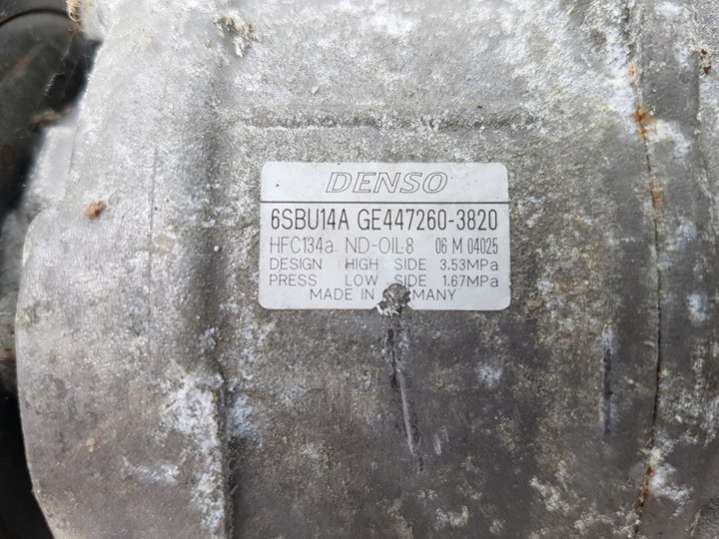 DENSO
6SBU14A GE447260-3820
HFC134a ND-OIL8 06 M 04025
DESIGN HIGH SIDE 3.53MPa
PRESS LOW SIDE 1.67MPa
MADE IN